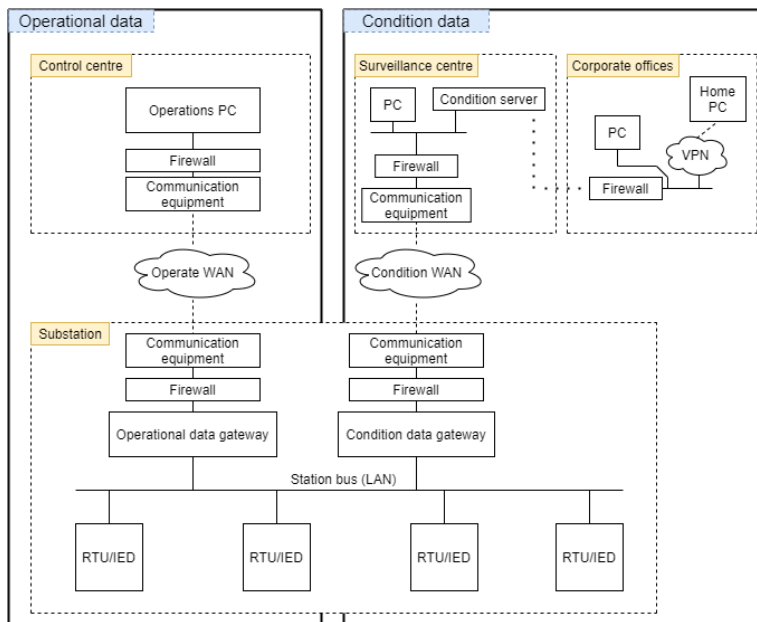 Operational data
Condition data
Control centre
Surveillance centre
Corporate offices
Operations PC
Firewall
Communication
equipment
PC
Condition server
Firewall
Communication
equipment
PC
Home
PC
VPN
Firewall
Operate WAN
Condition WAN
Substation
Communication
equipment
Firewall
Operational data gateway
Communication
equipment
Firewall
Condition data gateway
Station bus (LAN)
RTU/IED
RTU/IED
RTU/IED
RTU/IED